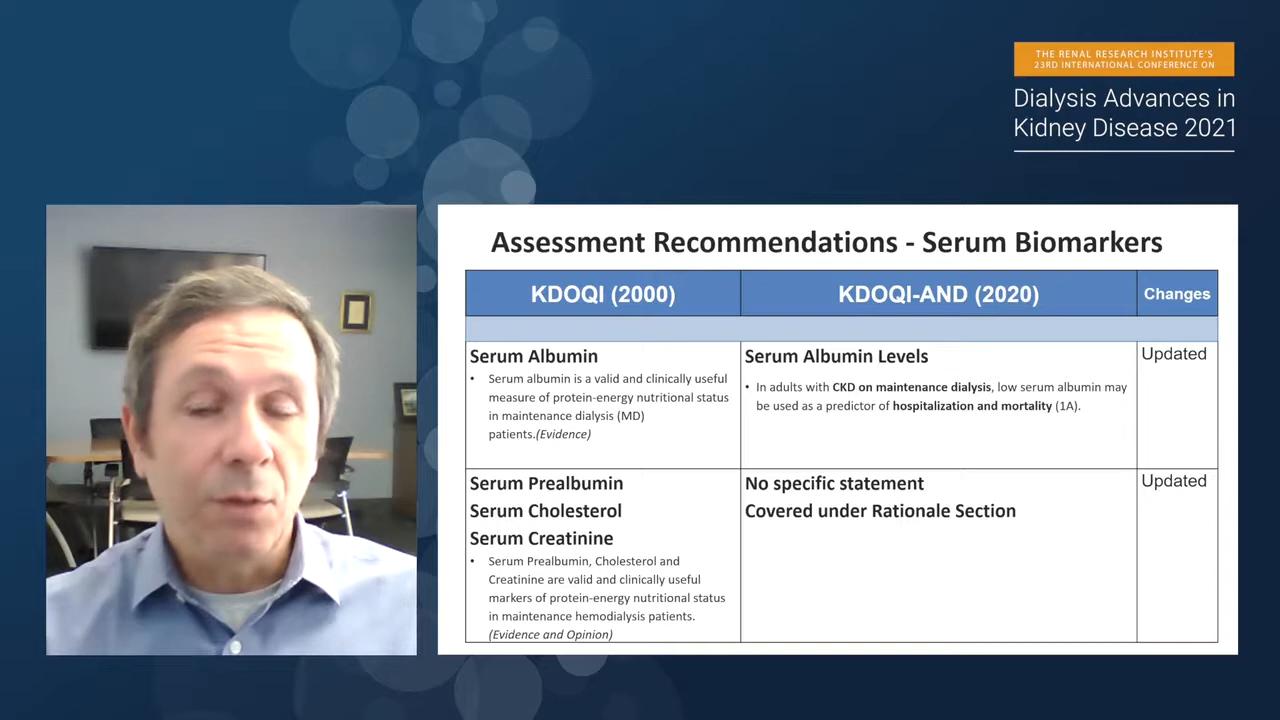 THE RENAL RESEARCH INSTITUTE'S
23RD INTERNATIONAL CONFERENCE ON
Dialysis Advances in
Kidney Disease 2021
Assessment Recommendations - Serum Biomarkers
KDOQI (2000)
KDOQI-AND (2020)
Changes
Serum Albumin
• Serum albumin is a valid and clinically useful
measure of protein-energy nutritional status
in maintenance dialysis (MD)
patients.(Evidence)
Serum Albumin Levels
• In adults with CKD on maintenance dialysis, low serum albumin may
be used as a predictor of hospitalization and mortality (1A).
Updated
Serum Prealbumin
Serum Cholesterol
Serum Creatinine
• Serum Prealbumin, Cholesterol and
Creatinine are valid and clinically useful
markers of protein-energy nutritional status
in maintenance hemodialysis patients.
(Evidence and Opinion)
No specific statement
Covered under Rationale Section
Updated